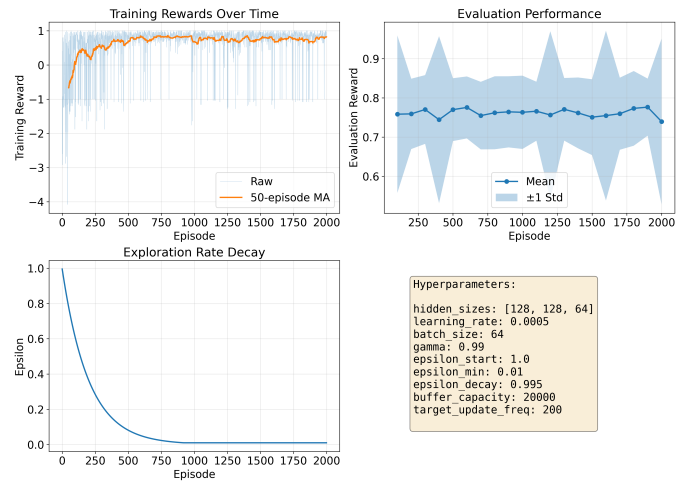 Training Rewards Over Time
Training Reward
1
0
−1
−2
−3
−4
0 250 500 750 1000 1250 1500 1750 2000
Episode
Raw
50-episode MA
Evaluation Performance
Evaluation Reward
0.9
0.8
0.7
0.6
250 500 750 1000 1250 1500 1750 2000
Episode
Mean
±1 Std
Exploration Rate Decay
Epsilon
1.0
0.8
0.6
0.4
0.2
0.0
0 250 500 750 1000 1250 1500 1750 2000
Episode
Hyperparameters:
hidden_sizes: [128, 128, 64]
learning_rate: 0.0005
batch_size: 64
gamma: 0.99
epsilon_start: 1.0
epsilon_min: 0.01
epsilon_decay: 0.995
buffer_capacity: 20000
target_update_freq: 200